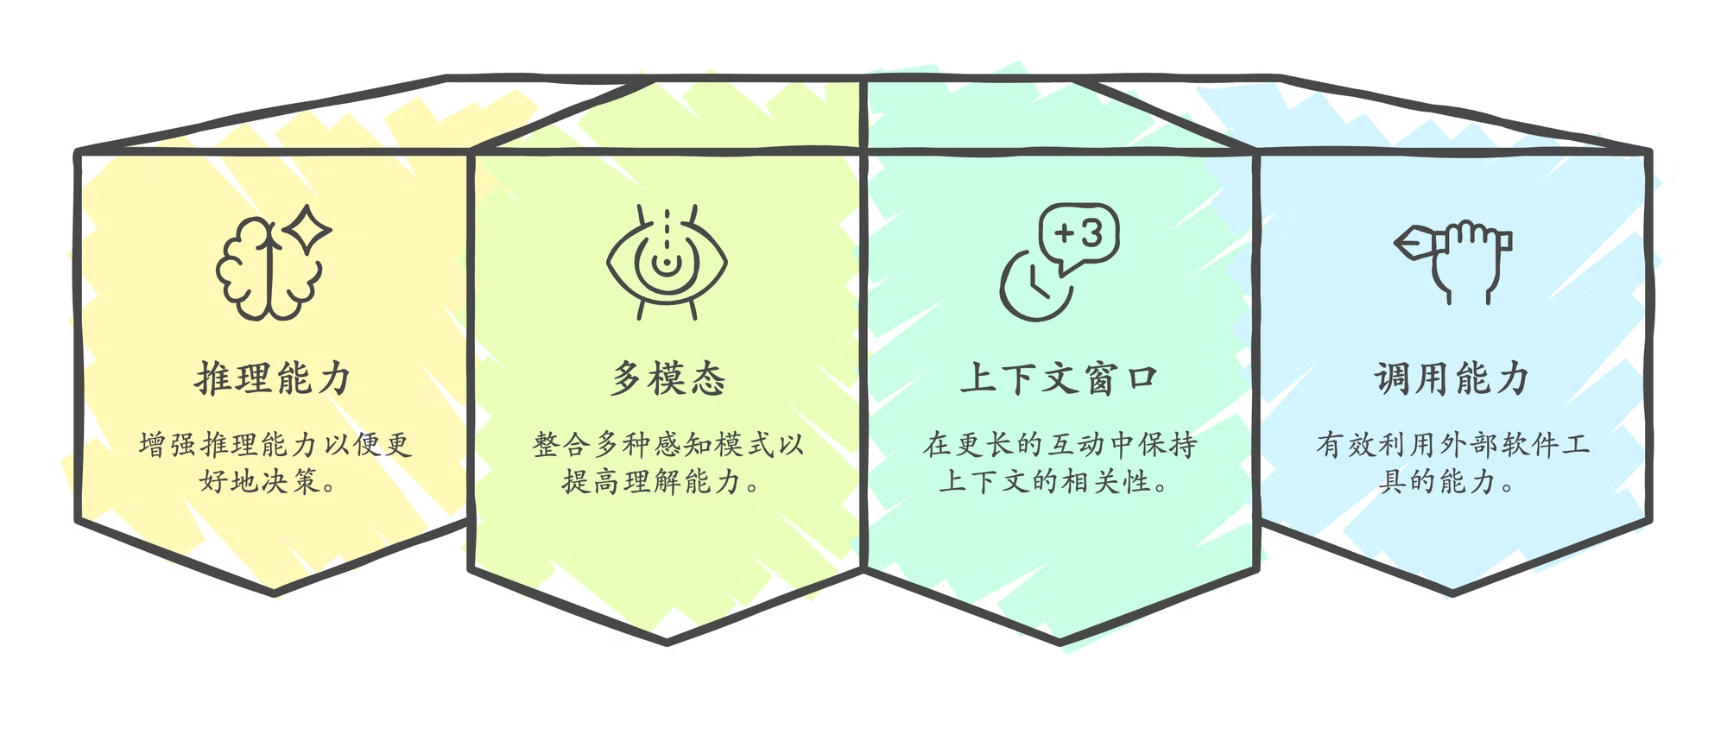 +3
推理能力
增强推理能力以便更
好地决策。
多模态
整合多种感知模式以
提高理解能力。
上下文窗口
在更长的互动中保持
上下文的相关性。
调用能力
有效利用外部软件工
具的能力。